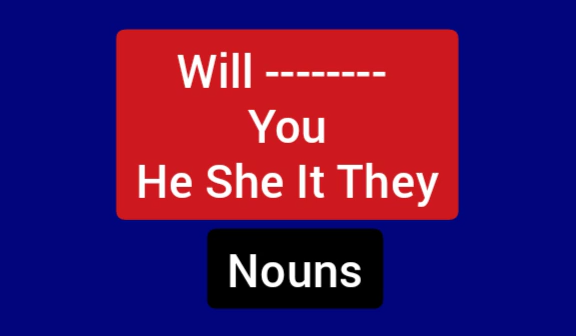 Will --------
You
He She It They
Nouns